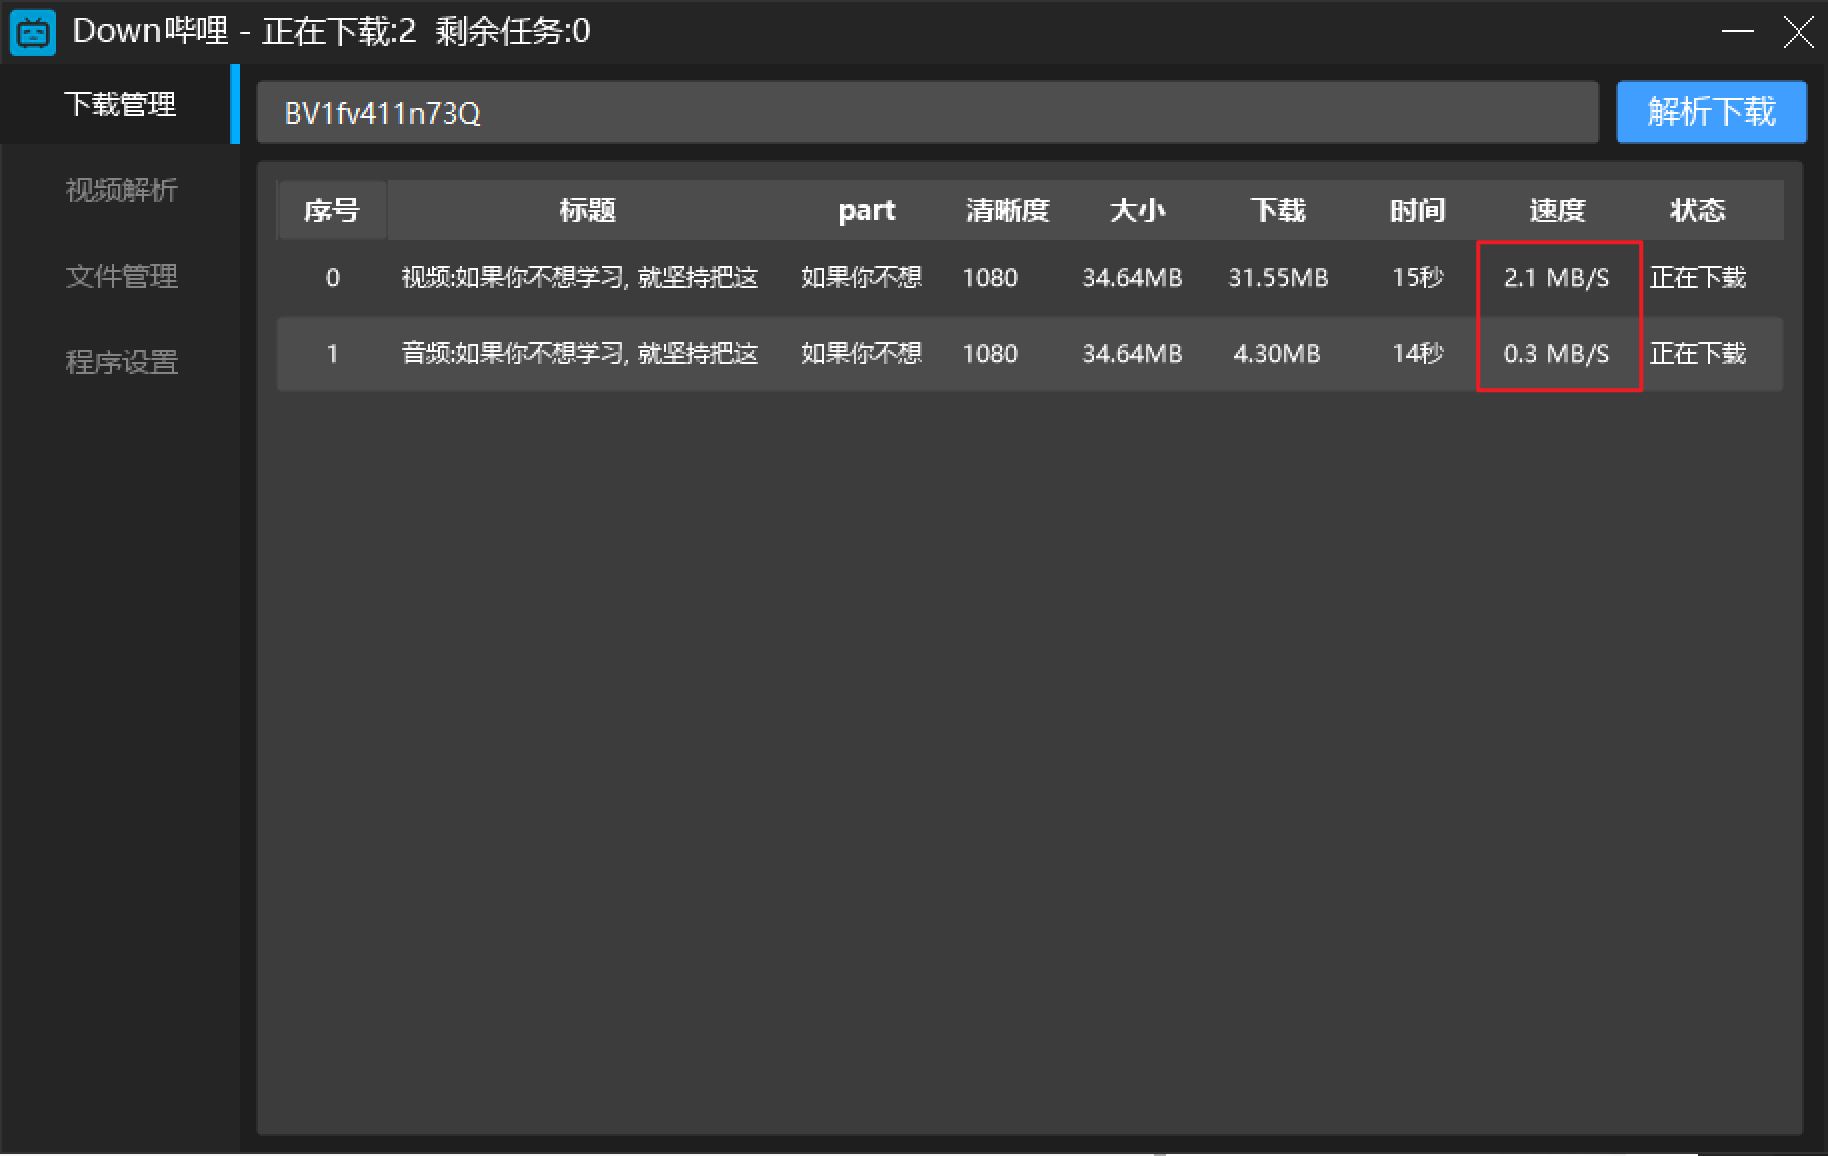 Down哔哩 - 正在下载:2 剩余任务:0
下载管理
视频解析
文件管理
程序设置
BV1fv411n73Q
解析下载
序号 标题 part 清晰度 大小 下载 时间 速度 状态
0 视频:如果你不想学习, 就坚持把这 如果你不想 1080 34.64MB 31.55MB 15秒 2.1 MB/S 正在下载
1 音频:如果你不想学习, 就坚持把这 如果你不想 1080 34.64MB 4.30MB 14秒 0.3 MB/S 正在下载